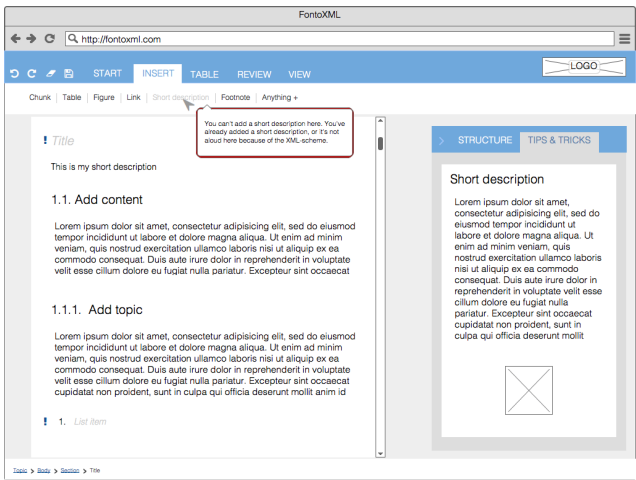 FontoXML
http://fontoxml.com
START INSERT TABLE REVIEW VIEW
LOGO
Chunk | Table | Figure | Link | Short description | Footnote | Anything +
You can't add a short description here. You've
already added a short description, or it's not
aloud here because of the XML-scheme.
! Title
This is my short description
1.1. Add content
Lorem ipsum dolor sit amet, consectetur adipisicing elit, sed do eiusmod
tempor incididunt ut labore et dolore magna aliqua. Ut enim ad minim
veniam, quis nostrud exercitation ullamco laboris nisi ut aliquip ex ea
commodo consequat. Duis aute irure dolor in reprehenderit in voluptate
velit esse cillum dolore eu fugiat nulla pariatur. Excepteur sint occaecat
1.1.1. Add topic
Lorem ipsum dolor sit amet, consectetur adipisicing elit, sed do eiusmod
tempor incididunt ut labore et dolore magna aliqua. Ut enim ad minim
veniam, quis nostrud exercitation ullamco laboris nisi ut aliquip ex ea
commodo consequat. Duis aute irure dolor in reprehenderit in voluptate
velit esse cillum dolore eu fugiat nulla pariatur. Excepteur sint occaecat
cupidatat non proident, sunt in culpa qui officia deserunt mollit anim id
! 1. List item
STRUCTURE TIPS & TRICKS
Short description
Lorem ipsum dolor sit amet,
consectetur adipisicing elit, sed do
eiusmod tempor incididunt ut
labore et dolore magna aliqua. Ut
enim ad minim veniam, quis
nostrud exercitation ullamco laboris
nisi ut aliquip ex ea commodo
consequat. Duis aute irure dolor in
reprehenderit in voluptate velit esse
cillum dolore eu fugiat nulla
pariatur. Excepteur sint occaecat
cupidatat non proident, sunt in
culpa qui officia deserunt mollit
Topic > Body > Section > Title